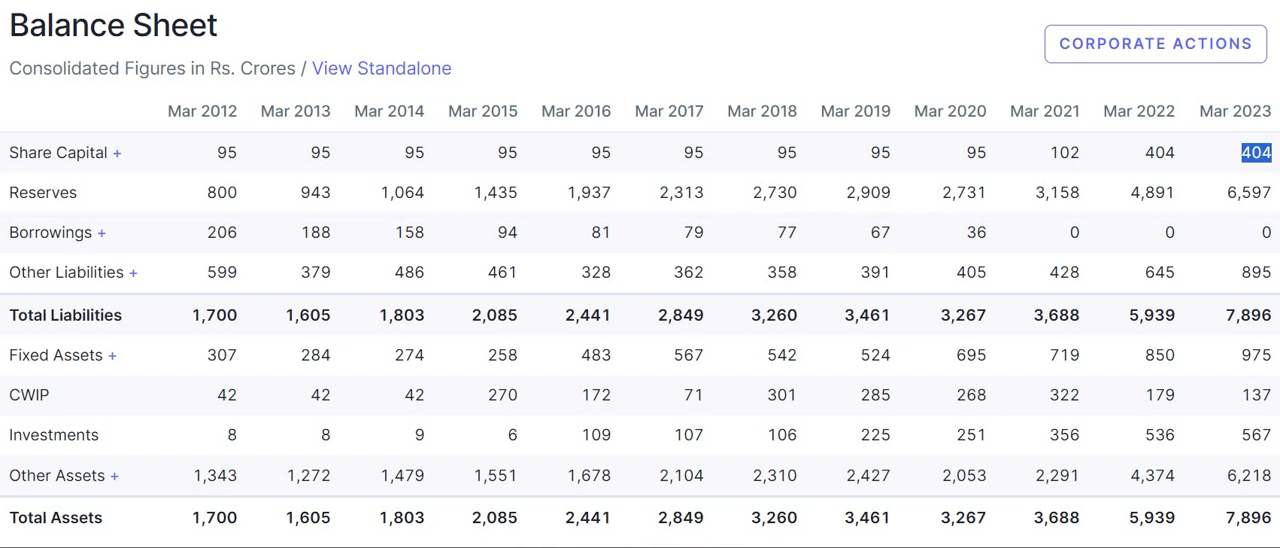 Balance Sheet
CORPORATE ACTIONS
Consolidated Figures in Rs. Crores / View Standalone
Mar 2012 Mar 2013 Mar 2014 Mar 2015 Mar 2016 Mar 2017 Mar 2018 Mar 2019 Mar 2020 Mar 2021 Mar 2022 Mar 2023
Share Capital + 95 95 95 95 95 95 95 95 95 102 404 404
Reserves 800 943 1,064 1,435 1,937 2,313 2,730 2,909 2,731 3,158 4,891 6,597
Borrowings + 206 188 158 94 81 79 77 67 36 0 0 0
Other Liabilities + 599 379 486 461 328 362 358 391 405 428 645 895
Total Liabilities 1,700 1,605 1,803 2,085 2,441 2,849 3,260 3,461 3,267 3,688 5,939 7,896
Fixed Assets + 307 284 274 258 483 567 542 524 695 719 850 975
CWIP 42 42 42 270 172 71 301 285 268 322 179 137
Investments 8 8 9 6 109 107 106 225 251 356 536 567
Other Assets + 1,343 1,272 1,479 1,551 1,678 2,104 2,310 2,427 2,053 2,291 4,374 6,218
Total Assets 1,700 1,605 1,803 2,085 2,441 2,849 3,260 3,461 3,267 3,688 5,939 7,896